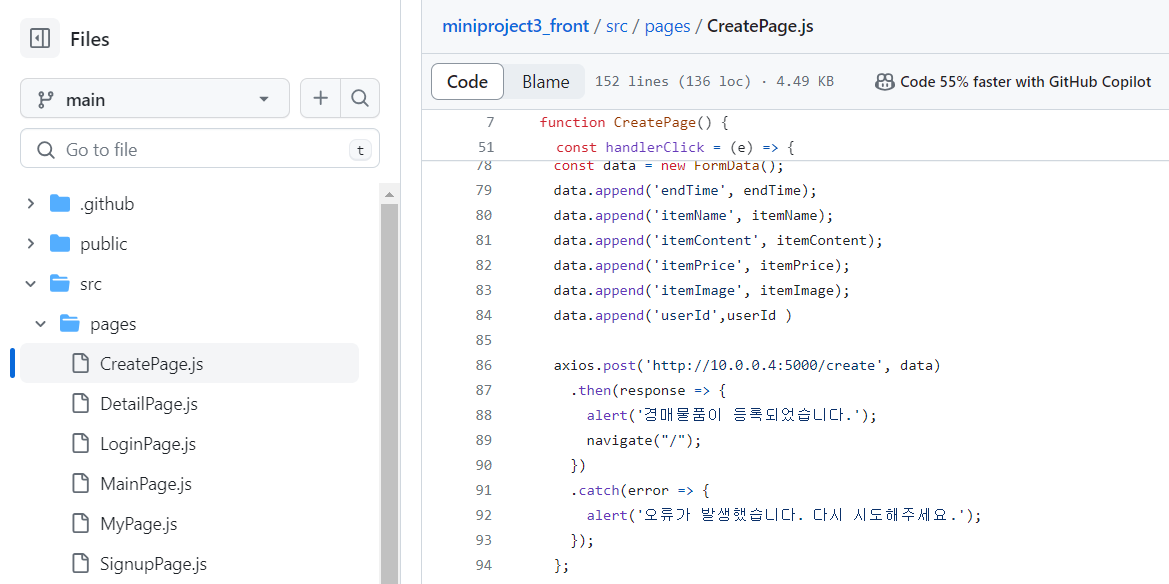 Files
main
Go to file
t
.github
public
src
pages
CreatePage.js
DetailPage.js
LoginPage.js
MainPage.js
MyPage.js
SignupPage.js
miniproject3_front / src / pages / CreatePage.js
Code Blame 152 lines (136 loc) · 4.49 KB Code 55% faster with GitHub Copilot
7 function CreatePage() {
51 const handlerClick = (e) => {
78 const data = new FormData();
79 data.append('endTime', endTime);
80 data.append('itemName', itemName);
81 data.append('itemContent', itemContent);
82 data.append('itemPrice', itemPrice);
83 data.append('itemImage', itemImage);
84 data.append('userId',userId )
85
86 axios.post('http://10.0.0.4:5000/create', data)
87 .then(response => {
88 alert('경매물품이 등록되었습니다.');
89 navigate("/");
90 })
91 .catch(error => {
92 alert('오류가 발생했습니다. 다시 시도해주세요.');
93 });
94 };